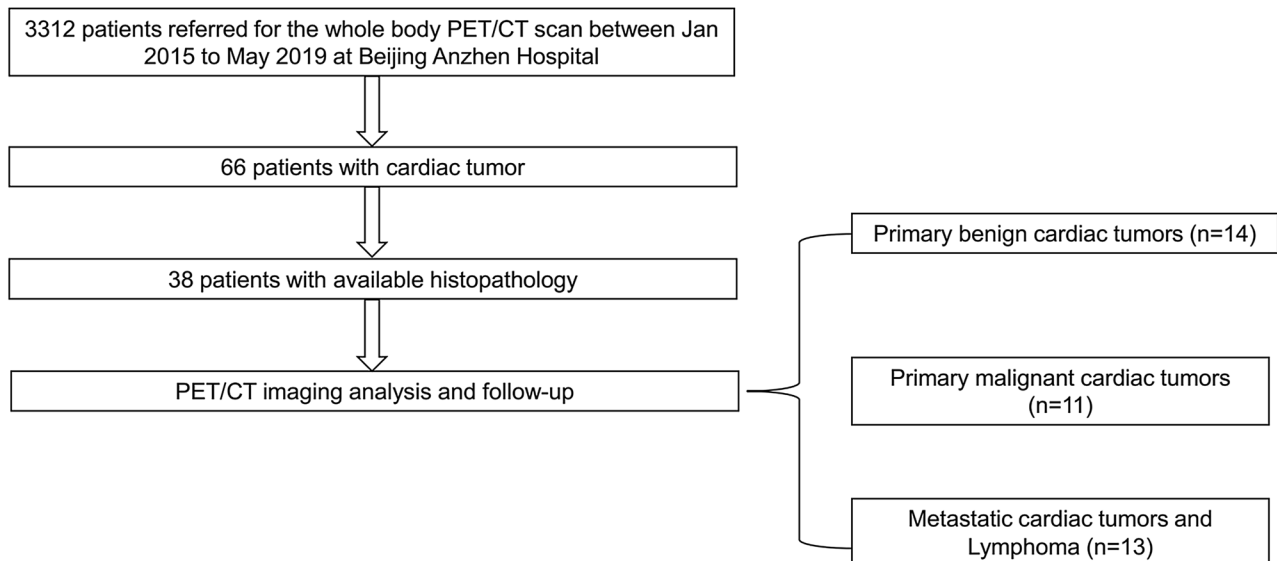 3312 patients referred for the whole body PET/CT scan between Jan
2015 to May 2019 at Beijing Anzhen Hospital
66 patients with cardiac tumor
38 patients with available histopathology
PET/CT imaging analysis and follow-up
Primary benign cardiac tumors (n=14)
Primary malignant cardiac tumors
(n=11)
Metastatic cardiac tumors and
Lymphoma (n=13)